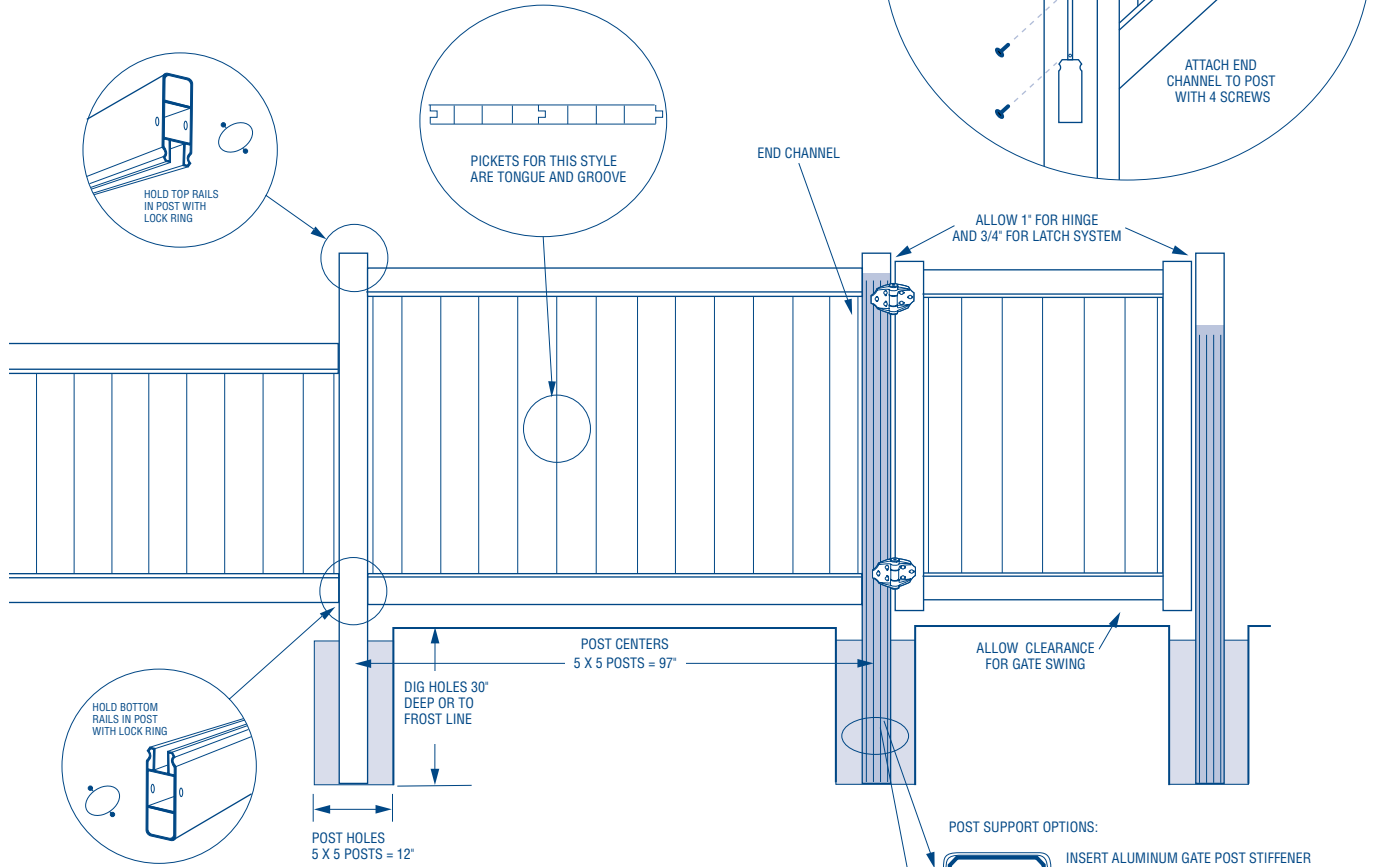 ATTACH END
CHANNEL TO POST
WITH 4 SCREWS
PICKETS FOR THIS STYLE
ARE TONGUE AND GROOVE
END CHANNEL
HOLD TOP RAILS
IN POST WITH
LOCK RING
ALLOW 1" FOR HINGE
AND 3/4" FOR LATCH SYSTEM
POST CENTERS
5 X 5 POSTS = 97"
ALLOW CLEARANCE
FOR GATE SWING
DIG HOLES 30"
DEEP OR TO
FROST LINE
HOLD BOTTOM
RAILS IN POST
WITH LOCK RING
POST HOLES
5 X 5 POSTS = 12"
POST SUPPORT OPTIONS:
INSERT ALUMINUM GATE POST STIFFENER